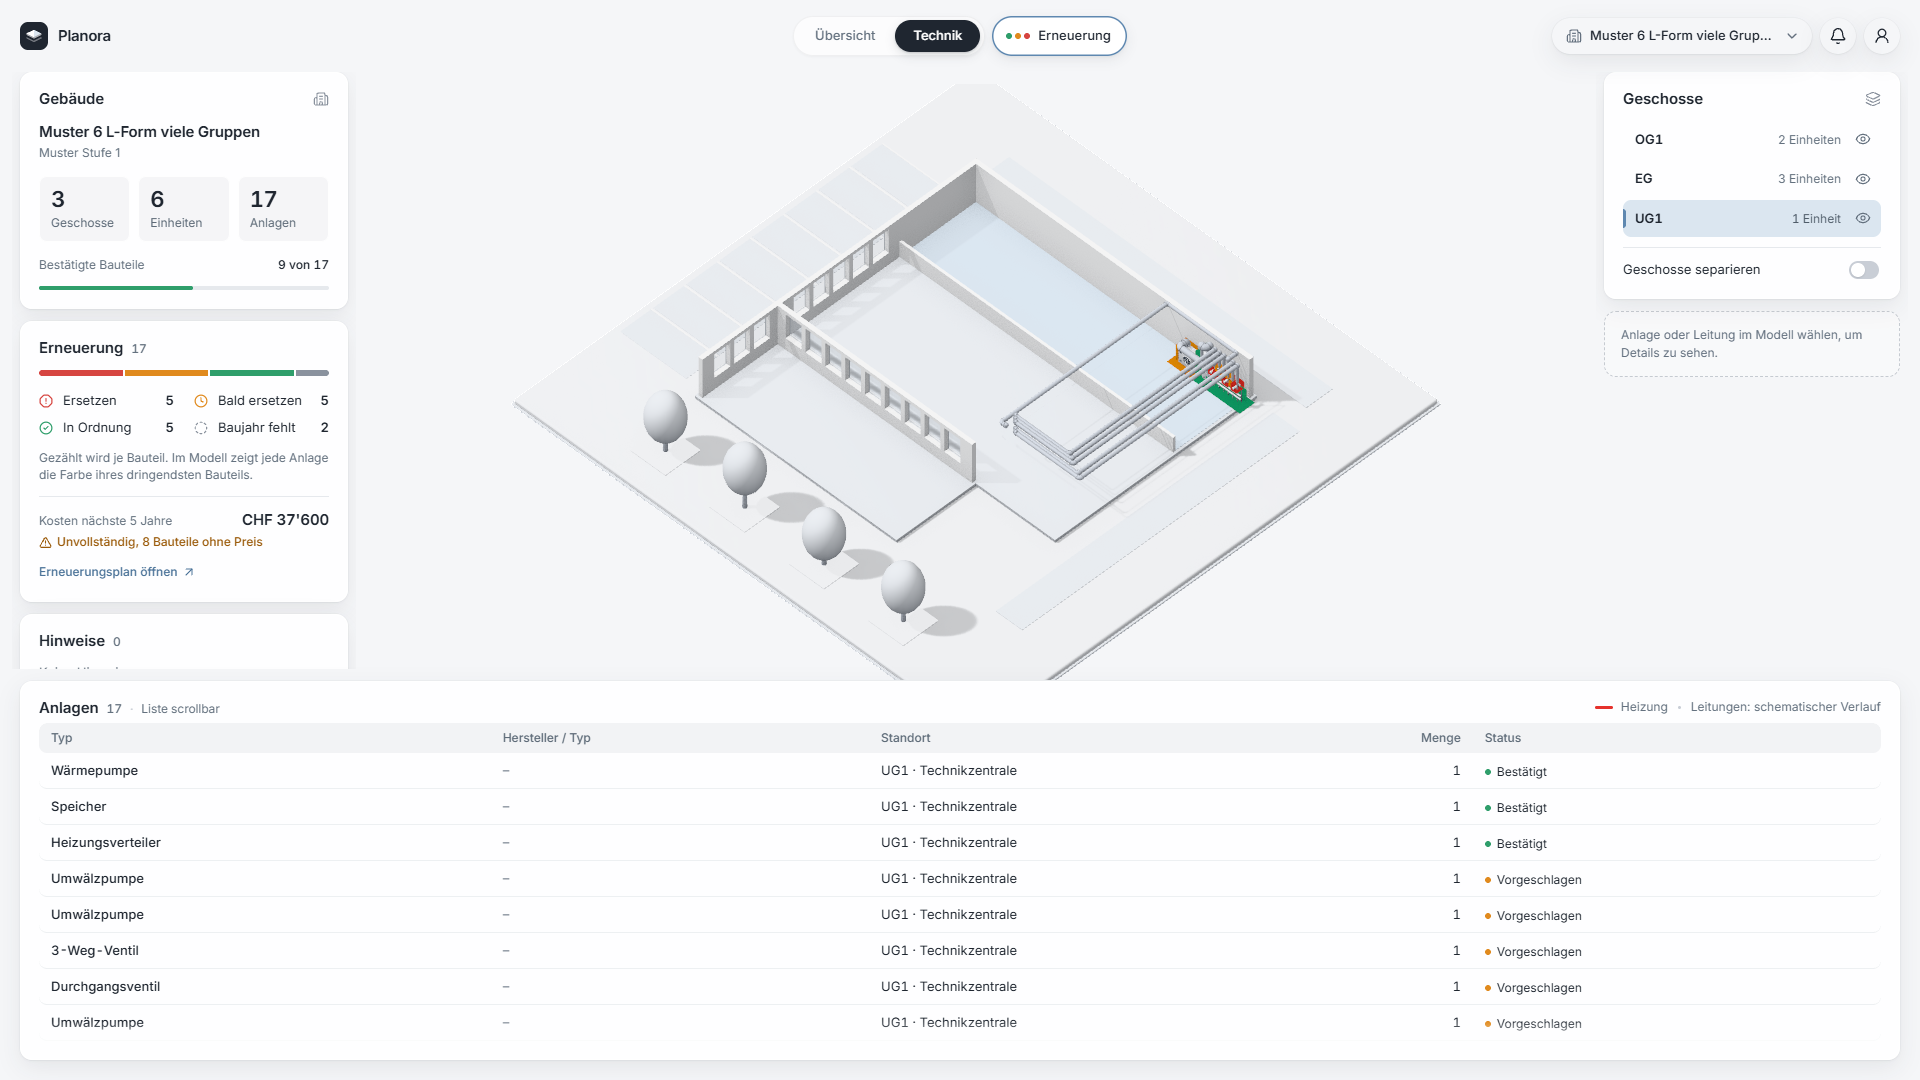 Planora
Übersicht
Technik
Erneuerung
Muster 6 L-Form viele Grup...
Gebäude
Muster 6 L-Form viele Gruppen
Muster Stufe 1
3
Geschosse
6
Einheiten
17
Anlagen
Bestätigte Bauteile 9 von 17
Erneuerung 17
Ersetzen 5
Bald ersetzen 5
In Ordnung 5
Baujahr fehlt 2
Gezählt wird je Bauteil. Im Modell zeigt jede Anlage
die Farbe ihres dringendsten Bauteils.
Kosten nächste 5 Jahre CHF 37'600
Unvollständig, 8 Bauteile ohne Preis
Erneuerungsplan öffnen
Hinweise 0
Geschosse
OG1 2 Einheiten
EG 3 Einheiten
UG1 1 Einheit
Geschosse separieren
Anlage oder Leitung im Modell wählen, um
Details zu sehen.
Anlagen 17 · Liste scrollbar
Heizung · Leitungen: schematischer Verlauf
Typ Hersteller / Typ Standort Menge Status
Wärmepumpe – UG1 · Technikzentrale 1 Bestätigt
Speicher – UG1 · Technikzentrale 1 Bestätigt
Heizungsverteiler – UG1 · Technikzentrale 1 Bestätigt
Umwälzpumpe – UG1 · Technikzentrale 1 Vorgeschlagen
Umwälzpumpe – UG1 · Technikzentrale 1 Vorgeschlagen
3-Weg-Ventil – UG1 · Technikzentrale 1 Vorgeschlagen
Durchgangsventil – UG1 · Technikzentrale 1 Vorgeschlagen
Umwälzpumpe – UG1 · Technikzentrale 1 Vorgeschlagen